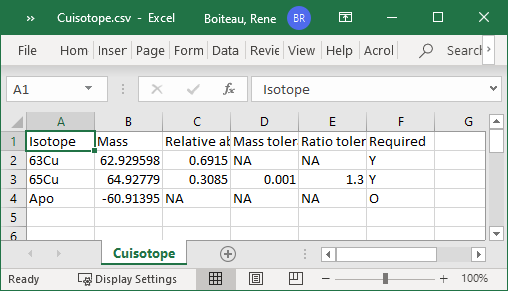 » Cuisotope.csv - Excel Boiteau, Rene BR
File Hom Inser Page Form Data Revie View Help Acrol Search
A1 fx Isotope
A B C D E F G
1 Isotope Mass Relative ab Mass toler Ratio toler Required
2 63Cu 62.929598 0.6915 NA NA Y
3 65Cu 64.92779 0.3085 0.001 1.3 Y
4 Apo -60.91395 NA NA NA O
5
6
Cuisotope
Ready Display Settings 100%